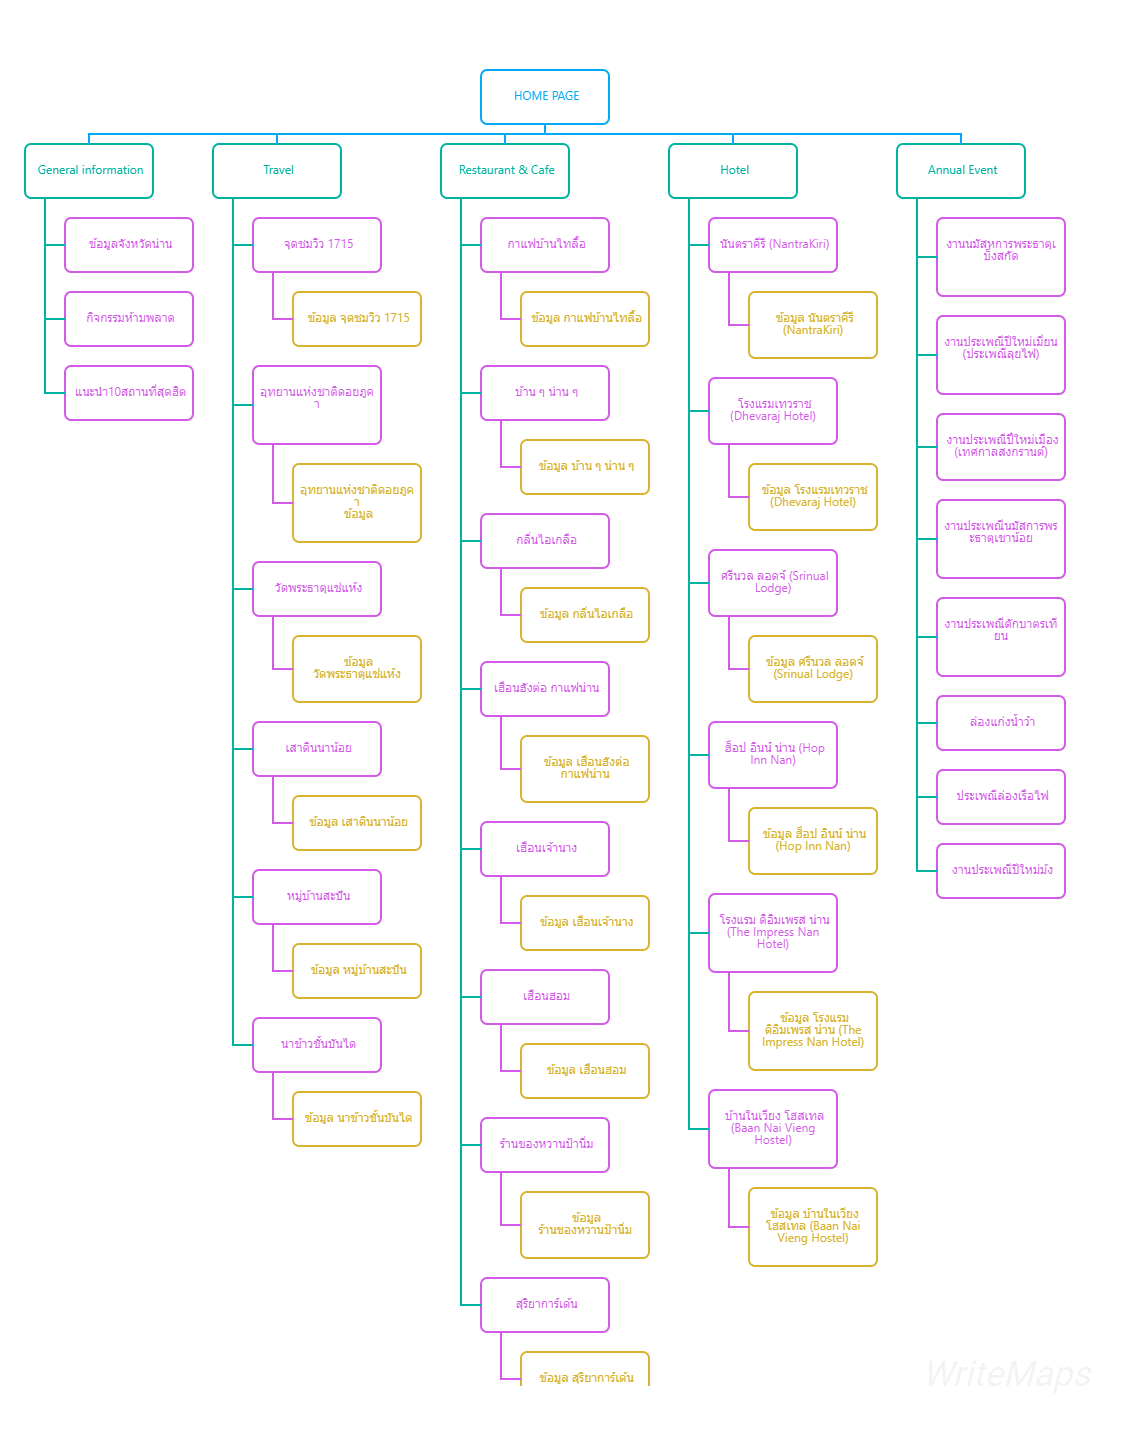 HOME PAGE
General information
ข้อมูลจังหวัดน่าน
กิจกรรมห้ามพลาด
แนะนำ10สถานที่สุดฮิต
Travel
จุดชมวิว 1715
ข้อมูล จุดชมวิว 1715
อุทยานแห่งชาติดอยภูค
า
อุทยานแห่งชาติดอยภูค
า
ข้อมูล
วัดพระธาตุแช่แห้ง
ข้อมูล
วัดพระธาตุแช่แห้ง
เสาดินนาน้อย
ข้อมูล เสาดินนาน้อย
หมู่บ้านสะปัน
ข้อมูล หมู่บ้านสะปัน
นาข้าวขั้นบันได
ข้อมูล นาข้าวขั้นบันได
Restaurant & Cafe
กาแฟบ้านไทลื้อ
ข้อมูล กาแฟบ้านไทลื้อ
บ้าน ๆ น่าน ๆ
ข้อมูล บ้าน ๆ น่าน ๆ
กลิ่นไอเกลือ
ข้อมูล กลิ่นไอเกลือ
เฮือนฮังต่อ กาแฟน่าน
ข้อมูล เฮือนฮังต่อ
กาแฟน่าน
เฮือนเจ้านาง
ข้อมูล เฮือนเจ้านาง
เฮือนฮอม
ข้อมูล เฮือนฮอม
ร้านของหวานป้านิ่ม
ข้อมูล
ร้านของหวานป้านิ่ม
สุริยาการ์เด้น
ข้อมูล สุริยาการ์เด้น
Hotel
นันตราคีรี (NantraKiri)
ข้อมูล นันตราคีรี
(NantraKiri)
โรงแรมเทวราช
(Dhevaraj Hotel)
ข้อมูล โรงแรมเทวราช
(Dhevaraj Hotel)
ศรีนวล ลอดจ์ (Srinual
Lodge)
ข้อมูล ศรีนวล ลอดจ์
(Srinual Lodge)
ฮ็อป อินน์ น่าน (Hop
Inn Nan)
ข้อมูล ฮ็อป อินน์ น่าน
(Hop Inn Nan)
โรงแรม ดิอิมเพรส น่าน
(The Impress Nan
Hotel)
ข้อมูล โรงแรม
ดิอิมเพรส น่าน (The
Impress Nan Hotel)
บ้านในเวียง โฮสเทล
(Baan Nai Vieng
Hostel)
ข้อมูล บ้านในเวียง
โฮสเทล (Baan Nai
Vieng Hostel)
Annual Event
งานนมัสหการพระธาตุเ
บ็งสกัด
งานประเพณีปีใหม่เมี่ยน
(ประเพณีลุยไฟ)
งานประเพณีปี๋ใหม่เมือง
(เทศกาลสงกรานต์)
งานประเพณีนมัสการพร
ะธาตุเขาน้อย
งานประเพณีตักบาตรเที
ยน
ล่องแก่งน้ำว้า
ประเพณีล่องเรือไฟ
งานประเพณีปีใหม่ม้ง
WriteMaps